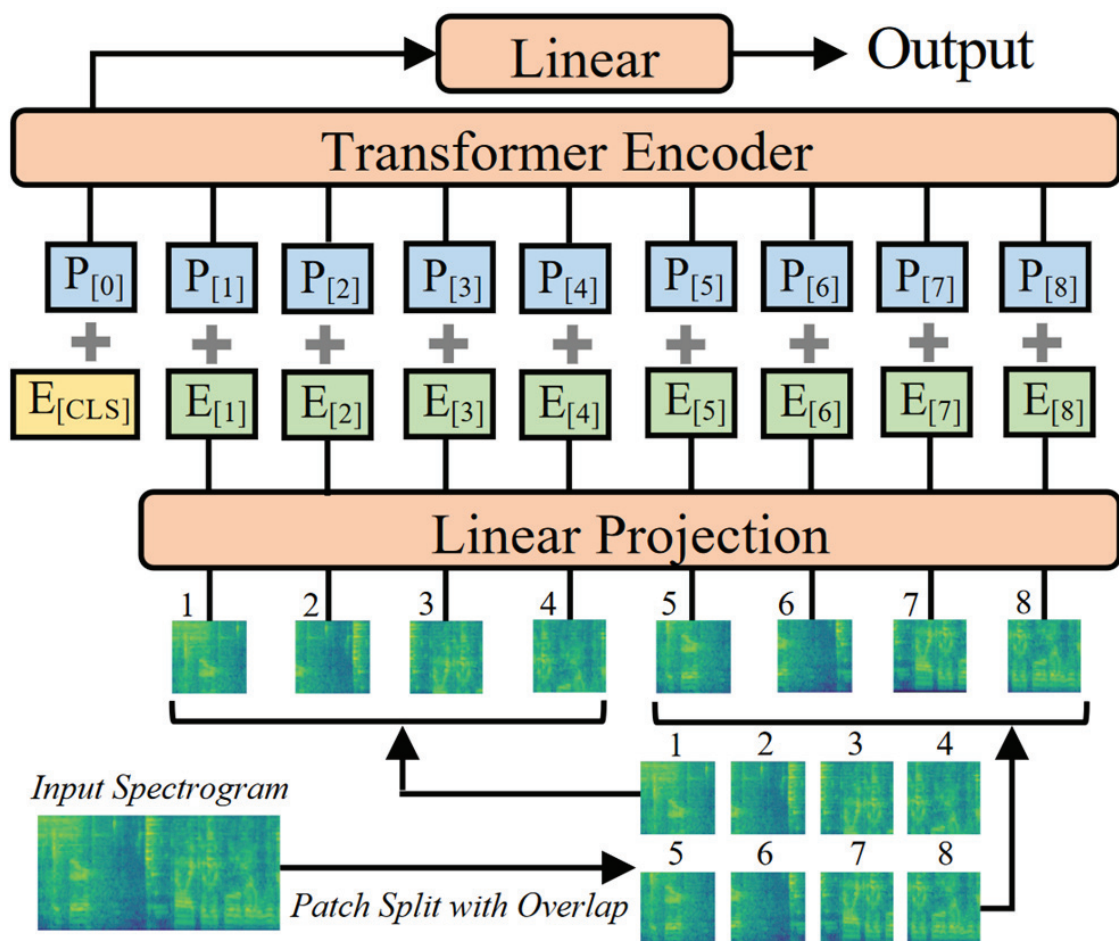 Linear
Output
Transformer Encoder
P[0] P[1] P[2] P[3] P[4] P[5] P[6] P[7] P[8]
+ + + + + + + + +
E[CLS] E[1] E[2] E[3] E[4] E[5] E[6] E[7] E[8]
Linear Projection
1 2 3 4 5 6 7 8
1 2 3 4
Input Spectrogram
5 6 7 8
Patch Split with Overlap